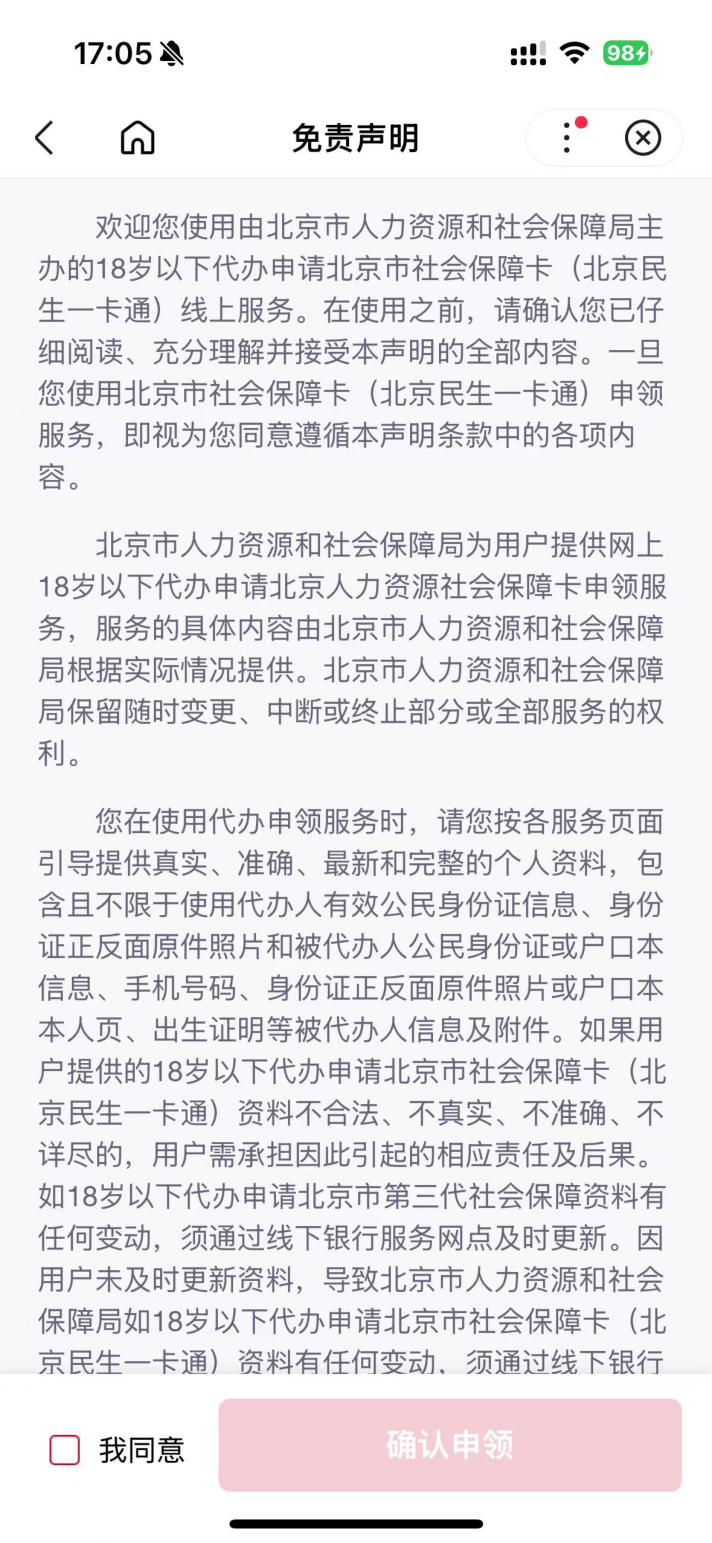 17:05
98
免责声明
欢迎您使用由北京市人力资源和社会保障局主
办的18岁以下代办申请北京市社会保障卡（北京民
生一卡通）线上服务。在使用之前，请确认您已仔
细阅读、充分理解并接受本声明的全部内容。一旦
您使用北京市社会保障卡（北京民生一卡通）申领
服务，即视为您同意遵循本声明条款中的各项内
容。
北京市人力资源和社会保障局为用户提供网上
18岁以下代办申请北京人力资源社会保障卡申领服
务，服务的具体内容由北京市人力资源和社会保障
局根据实际情况提供。北京市人力资源和社会保障
局保留随时变更、中断或终止部分或全部服务的权
利。
您在使用代办申领服务时，请您按各服务页面
引导提供真实、准确、最新和完整的个人资料，包
含且不限于使用代办人有效公民身份证信息、身份
证正反面原件照片和被代办人公民身份证或户口本
信息、手机号码、身份证正反面原件照片或户口本
本人页、出生证明等被代办人信息及附件。如果用
户提供的18岁以下代办申请北京市社会保障卡（北
京民生一卡通）资料不合法、不真实、不准确、不
详尽的，用户需承担因此引起的相应责任及后果。
如18岁以下代办申请北京市第三代社会保障资料有
任何变动，须通过线下银行服务网点及时更新。因
用户未及时更新资料，导致北京市人力资源和社会
保障局如18岁以下代办申请北京市社会保障卡（北
京民生一卡通）资料有任何变动，须通过线下银行
我同意
确认申领